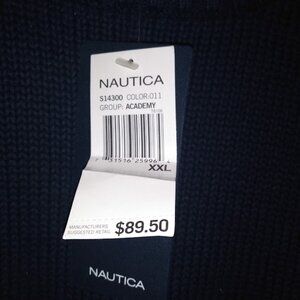 NAUTICA
S14300 COLOR:011
GROUP: ACADEMY
XXL
MANUFACTURERS
SUGGESTED RETAIL $89.50
NAUTICA